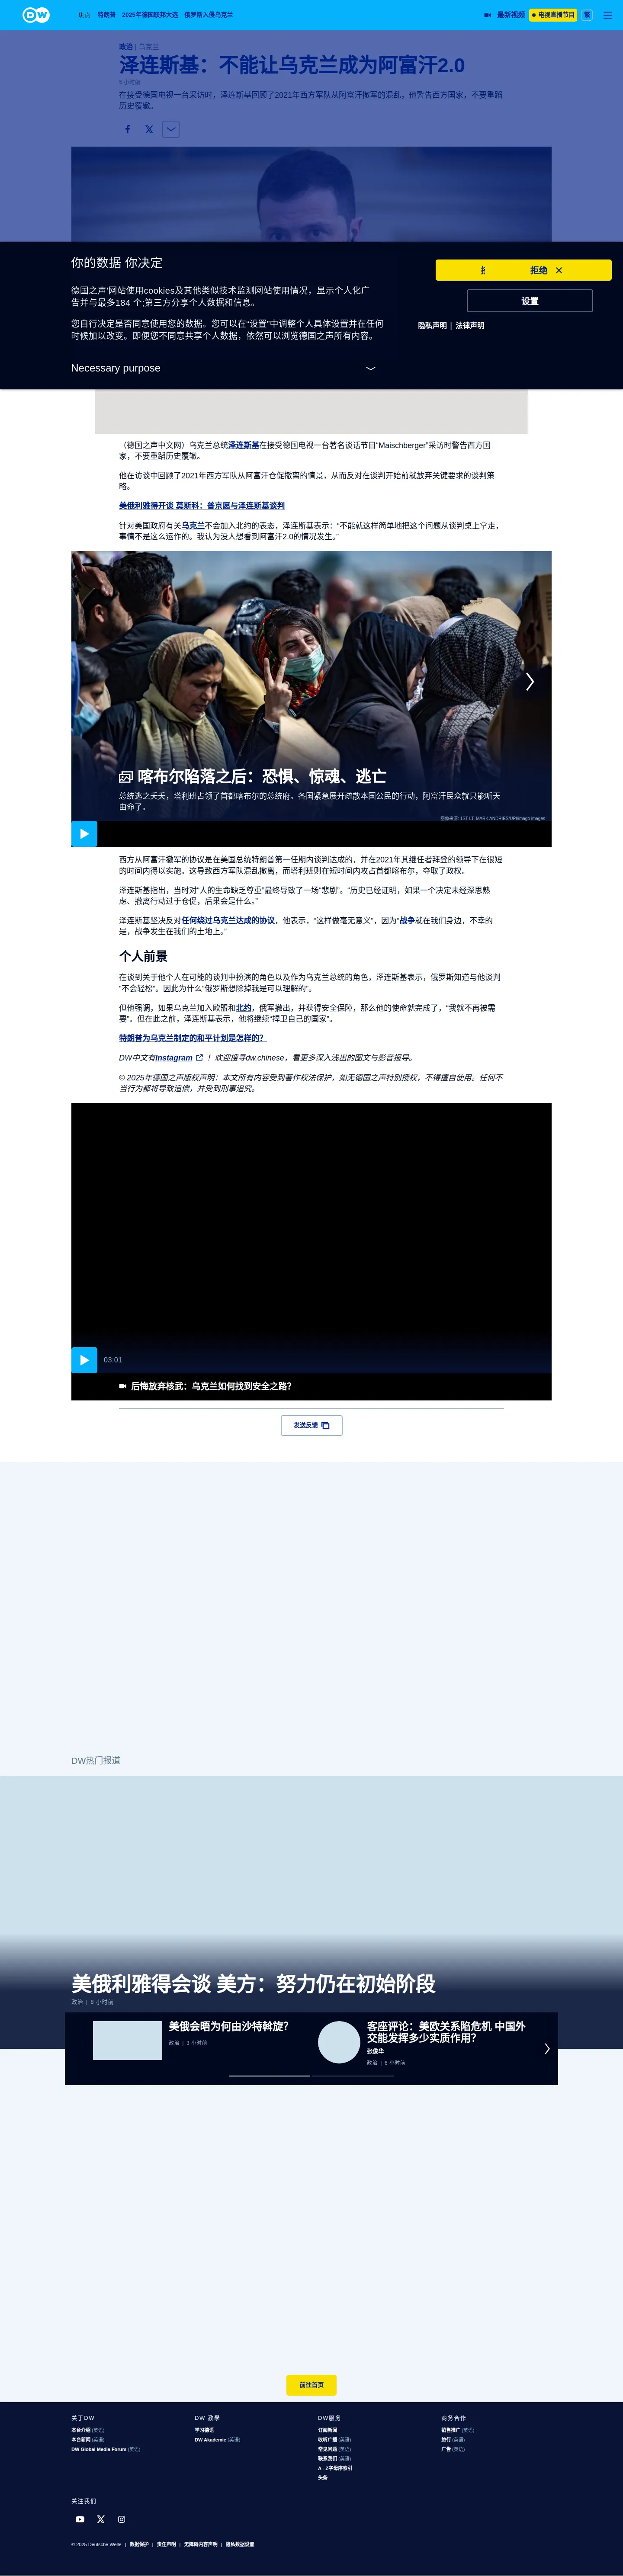 DW
焦点 特朗普 2025年德国联邦大选 俄罗斯入侵乌克兰 最新视频 电视直播节目 繁
政治 | 乌克兰
泽连斯基：不能让乌克兰成为阿富汗2.0
在接受德国电视一台采访时，泽连斯基回顾了2021年西方军队从阿富汗撤军的混乱，他警告西方国家，不要重蹈
历史覆辙。
你的数据 你决定
德国之声'网站使用cookies及其他类似技术监测网站使用情况，显示个人化广
告并与最多184 个;第三方分享个人数据和信息。
您自行决定是否同意使用您的数据。您可以在"设置"中调整个人具体设置并在任何
时候加以改变。即便您不同意共享个人数据，依然可以浏览德国之声所有内容。
Necessary purpose
拒绝
设置
隐私声明 | 法律声明
（德国之声中文网）乌克兰总统泽连斯基在接受德国电视一台著名谈话节目“Maischberger”采访时警告西方国
家，不要重蹈历史覆辙。
他在访谈中回顾了2021年西方军队从阿富汗仓促撤离的情景，从而反对在谈判开始前就放弃关键要求的谈判策
略。
美俄利雅得开谈 莫斯科：普京愿与泽连斯基谈判
针对美国政府有关乌克兰不会加入北约的表态，泽连斯基表示：“不能就这样简单地把这个问题从谈判桌上拿走，
事情不是这么运作的。我认为没人想看到阿富汗2.0的情况发生。”
喀布尔陷落之后：恐惧、惊魂、逃亡
总统逃之夭夭，塔利班占领了首都喀布尔的总统府。各国紧急展开疏散本国公民的行动，阿富汗民众就只能听天
由命了。
图像来源: 1ST LT. MARK ANDRIES/UPI/imago images
西方从阿富汗撤军的协议是在美国总统特朗普第一任期内谈判达成的，并在2021年其继任者拜登的领导下在很短
的时间内得以实施。这导致西方军队混乱撤离，而塔利班则在短时间内攻占首都喀布尔，夺取了政权。
泽连斯基指出，当时对“人的生命缺乏尊重”最终导致了一场“悲剧”。“历史已经证明，如果一个决定未经深思熟
虑、撤离行动过于仓促，后果会是什么。”
泽连斯基坚决反对任何绕过乌克兰达成的协议，他表示，“这样做毫无意义”，因为“战争就在我们身边，不幸的
是，战争发生在我们的土地上。”
个人前景
在谈到关于他个人在可能的谈判中扮演的角色以及作为乌克兰总统的角色，泽连斯基表示，俄罗斯知道与他谈判
“不会轻松”。因此为什么“俄罗斯想除掉我是可以理解的”。
但他强调，如果乌克兰加入欧盟和北约，俄军撤出，并获得安全保障，那么他的使命就完成了，“我就不再被需
要”。但在此之前，泽连斯基表示，他将继续“捍卫自己的国家”。
特朗普为乌克兰制定的和平计划是怎样的？
DW中文有Instagram ！欢迎搜寻dw.chinese，看更多深入浅出的图文与影音报导。
© 2025年德国之声版权声明：本文所有内容受到著作权法保护，如无德国之声特别授权，不得擅自使用。任何不
当行为都将导致追偿，并受到刑事追究。
03:01
后悔放弃核武：乌克兰如何找到安全之路？
发送反馈
DW热门报道
美俄利雅得会谈 美方：努力仍在初始阶段
政治 | 8 小时前
美俄会晤为何由沙特斡旋？
政治 | 3 小时前
客座评论：美欧关系陷危机 中国外
交能发挥多少实质作用？
张俊华
政治 | 6 小时前
前往首页
关于DW
本台介绍 (英语)
本台新闻 (英语)
DW Global Media Forum (英语)
DW 教學
学习德语
DW Akademie (英语)
DW服务
订阅新闻
收听广播 (英语)
常见问题 (英语)
联系我们 (英语)
A - Z字母序索引
头条
商务合作
销售推广 (英语)
旅行 (英语)
广告 (英语)
关注我们
© 2025 Deutsche Welle | 数据保护 | 责任声明 | 无障碍内容声明 | 隐私数据设置